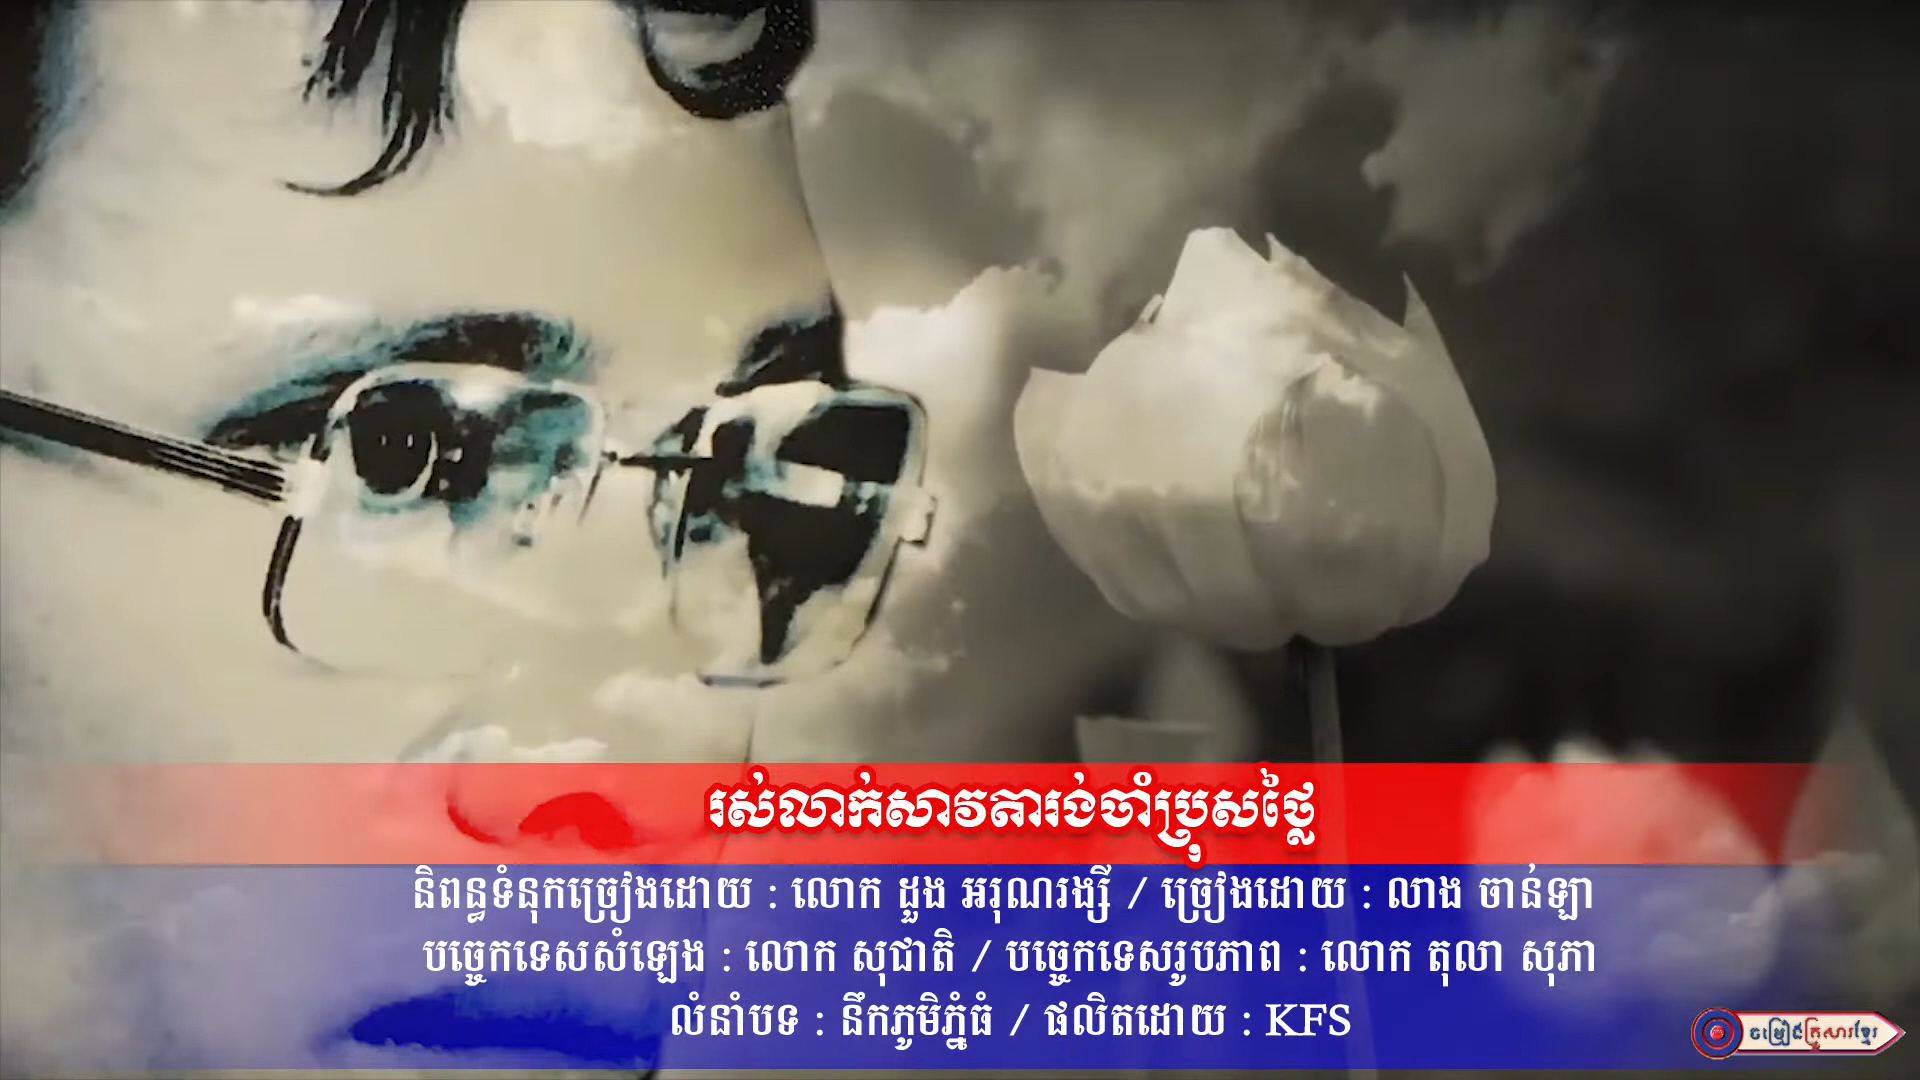 រស់លាក់សាវតារង់ចាំប្រុសថ្លៃ
និពន្ធទំនុកច្រៀងដោយ : លោក ដួង អរុណរង្សី / ច្រៀងដោយ : លាង ចាន់ឡា
បច្ចេកទេសសំឡេង : លោក សុជាតិ / បច្ចេកទេសរូបភាព : លោក តុលា សុភា
លំនាំបទ : នឹកភូមិភ្នំធំ / ផលិតដោយ : KFS
ចម្រៀងគ្រួសារខ្មែរ